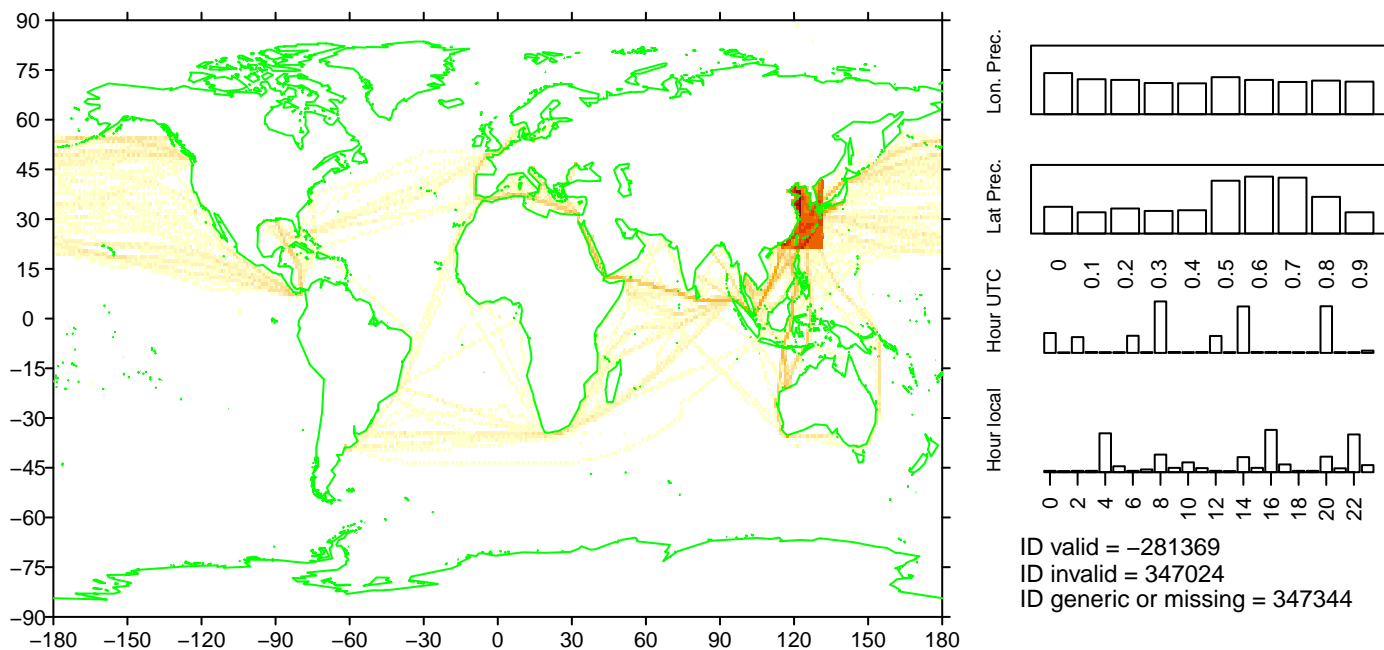 90
75
60
45
30
15
0
−15
−30
−45
−60
−75
−90
−180 −150 −120 −90 −60 −30 0 30 60 90 120 150 180
Lon. Prec.
Lat Prec.
0 0.1 0.2 0.3 0.4 0.5 0.6 0.7 0.8 0.9
Hour UTC
Hour local
0 2 4 6 8 10 12 14 16 18 20 22
ID valid = −281369
ID invalid = 347024
ID generic or missing = 347344